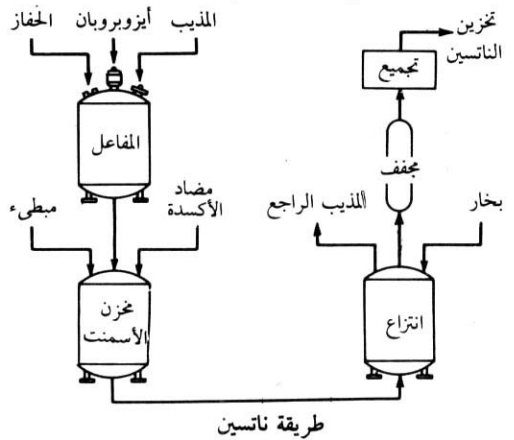 المذيب
أيزوبروبان
الحفاز
المفاعل
مضاد
الأكسدة
مبطىء
مخزن
الأسمنت
تخزين
الناتسين
تجميع
مجفف
المذيب الراجع
بخار
انتزاع
طريقة ناتسين